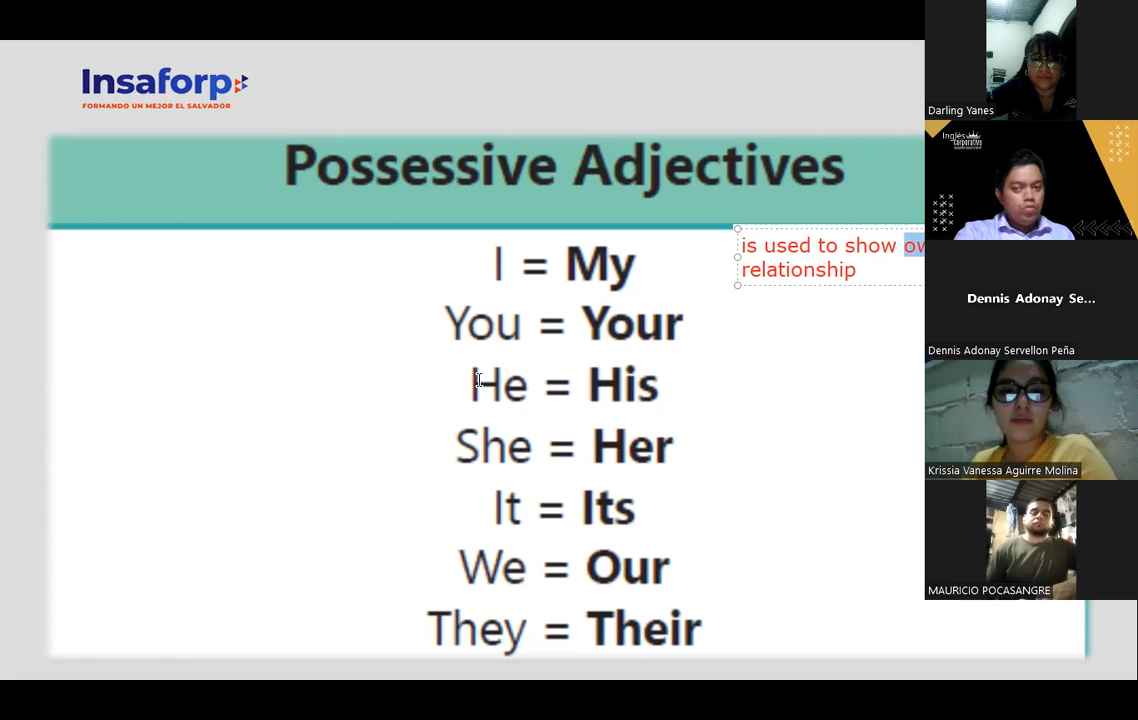 Insaforp
FORMANDO UN MEJOR EL SALVADOR
Possessive Adjectives
is used to show
relationship
I = My
You = Your
He = His
She = Her
It = Its
We = Our
They = Their
Darling Yanes
Inglés
corporativo
Dennis Adonay Se...
Dennis Adonay Servellon Peña
Krissia Vanessa Aguirre Molina
MAURICIO POCASANGRE